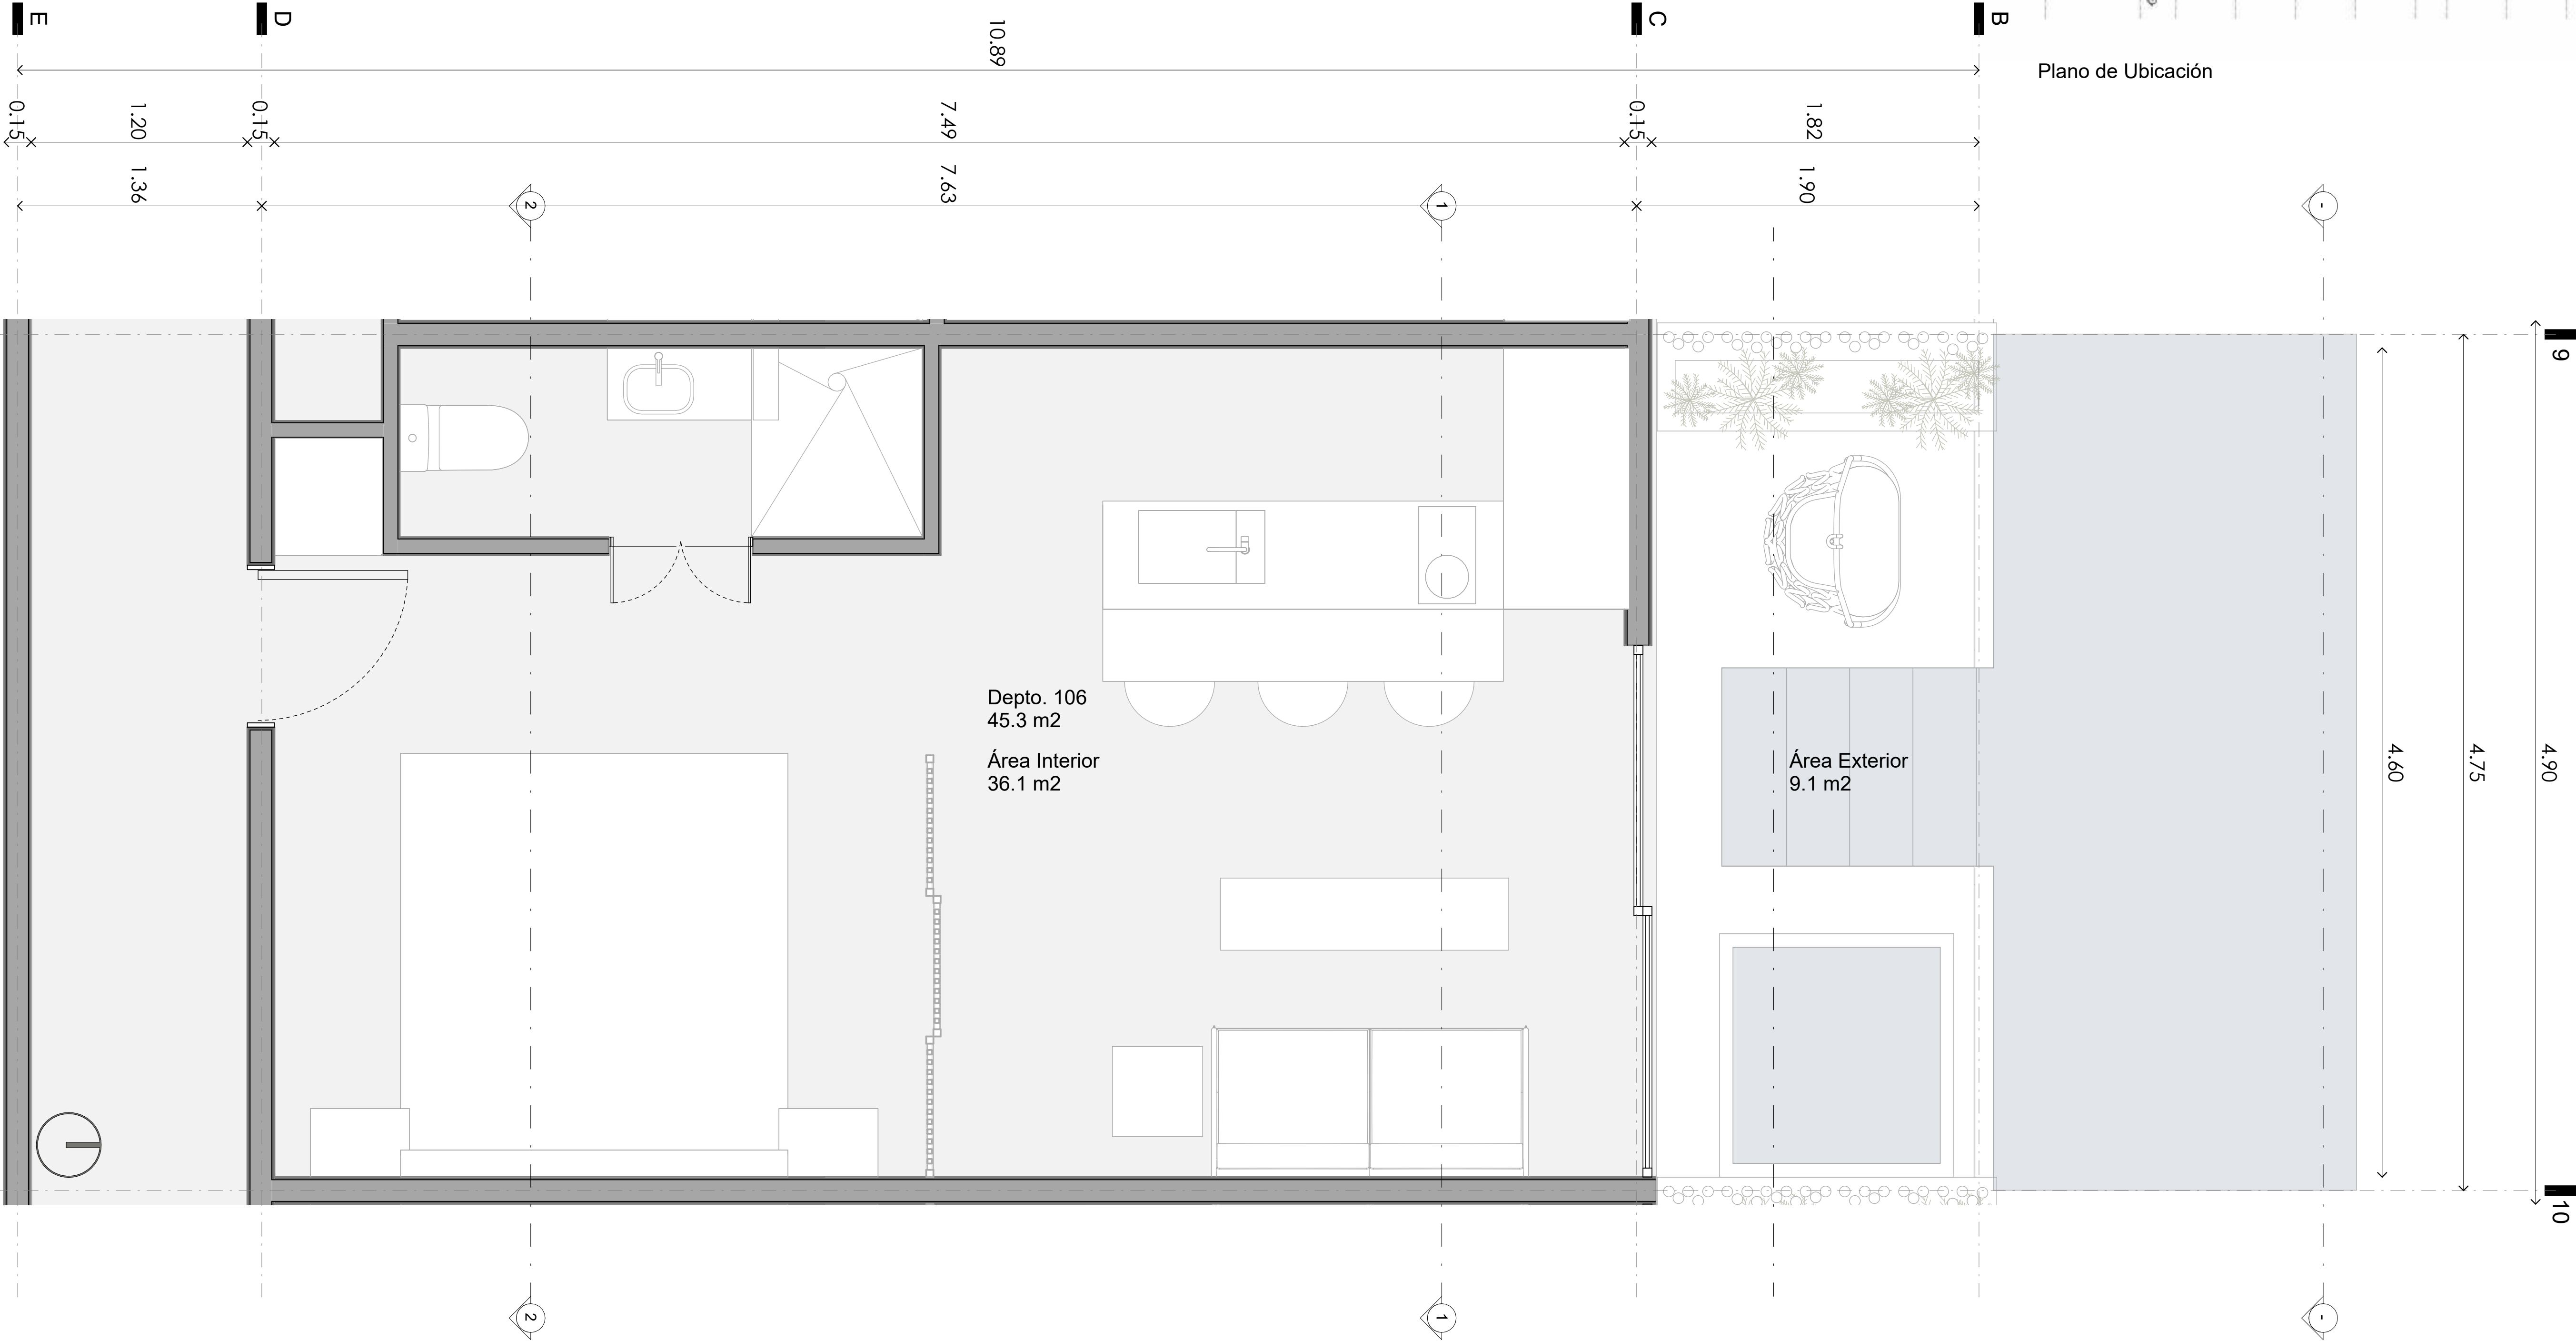 E
D
C
B
10.89
Plano de Ubicación
0.15
1.20
0.15
7.49
0.15
1.82
1.36
7.63
1.90
2
1
-
9
Depto. 106
45.3 m2
Área Interior
36.1 m2
Área Exterior
9.1 m2
4.60
4.75
4.90
10
2
1
-